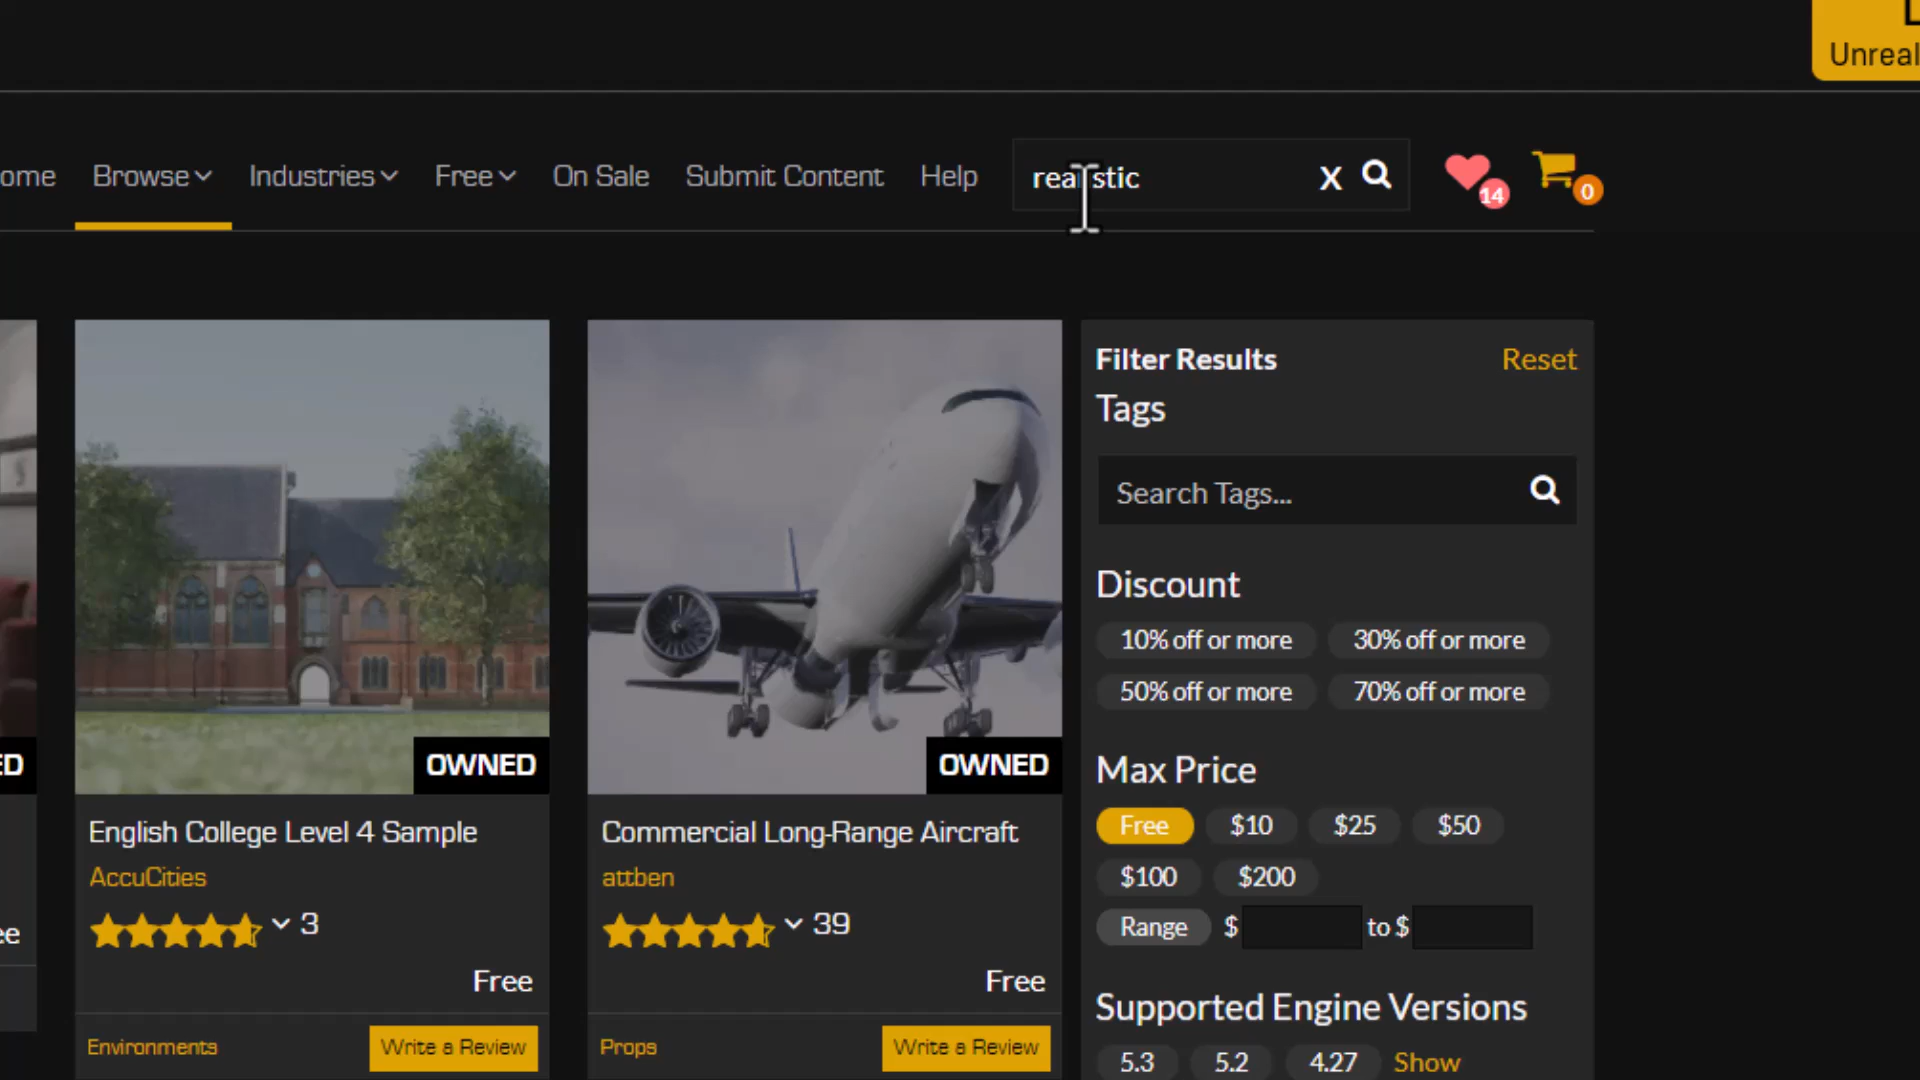 Unreal
ome Browse Industries Free On Sale Submit Content Help
realistic X
14
0
Filter Results Reset
Tags
Search Tags...
Discount
10% off or more 30% off or more
50% off or more 70% off or more
Max Price
Free $10 $25 $50
$100 $200
Range $ to $
Supported Engine Versions
5.3 5.2 4.27 Show
ED
ee
OWNED
English College Level 4 Sample
AccuCities
3
Free
Environments Write a Review
OWNED
Commercial Long-Range Aircraft
attben
39
Free
Props Write a Review